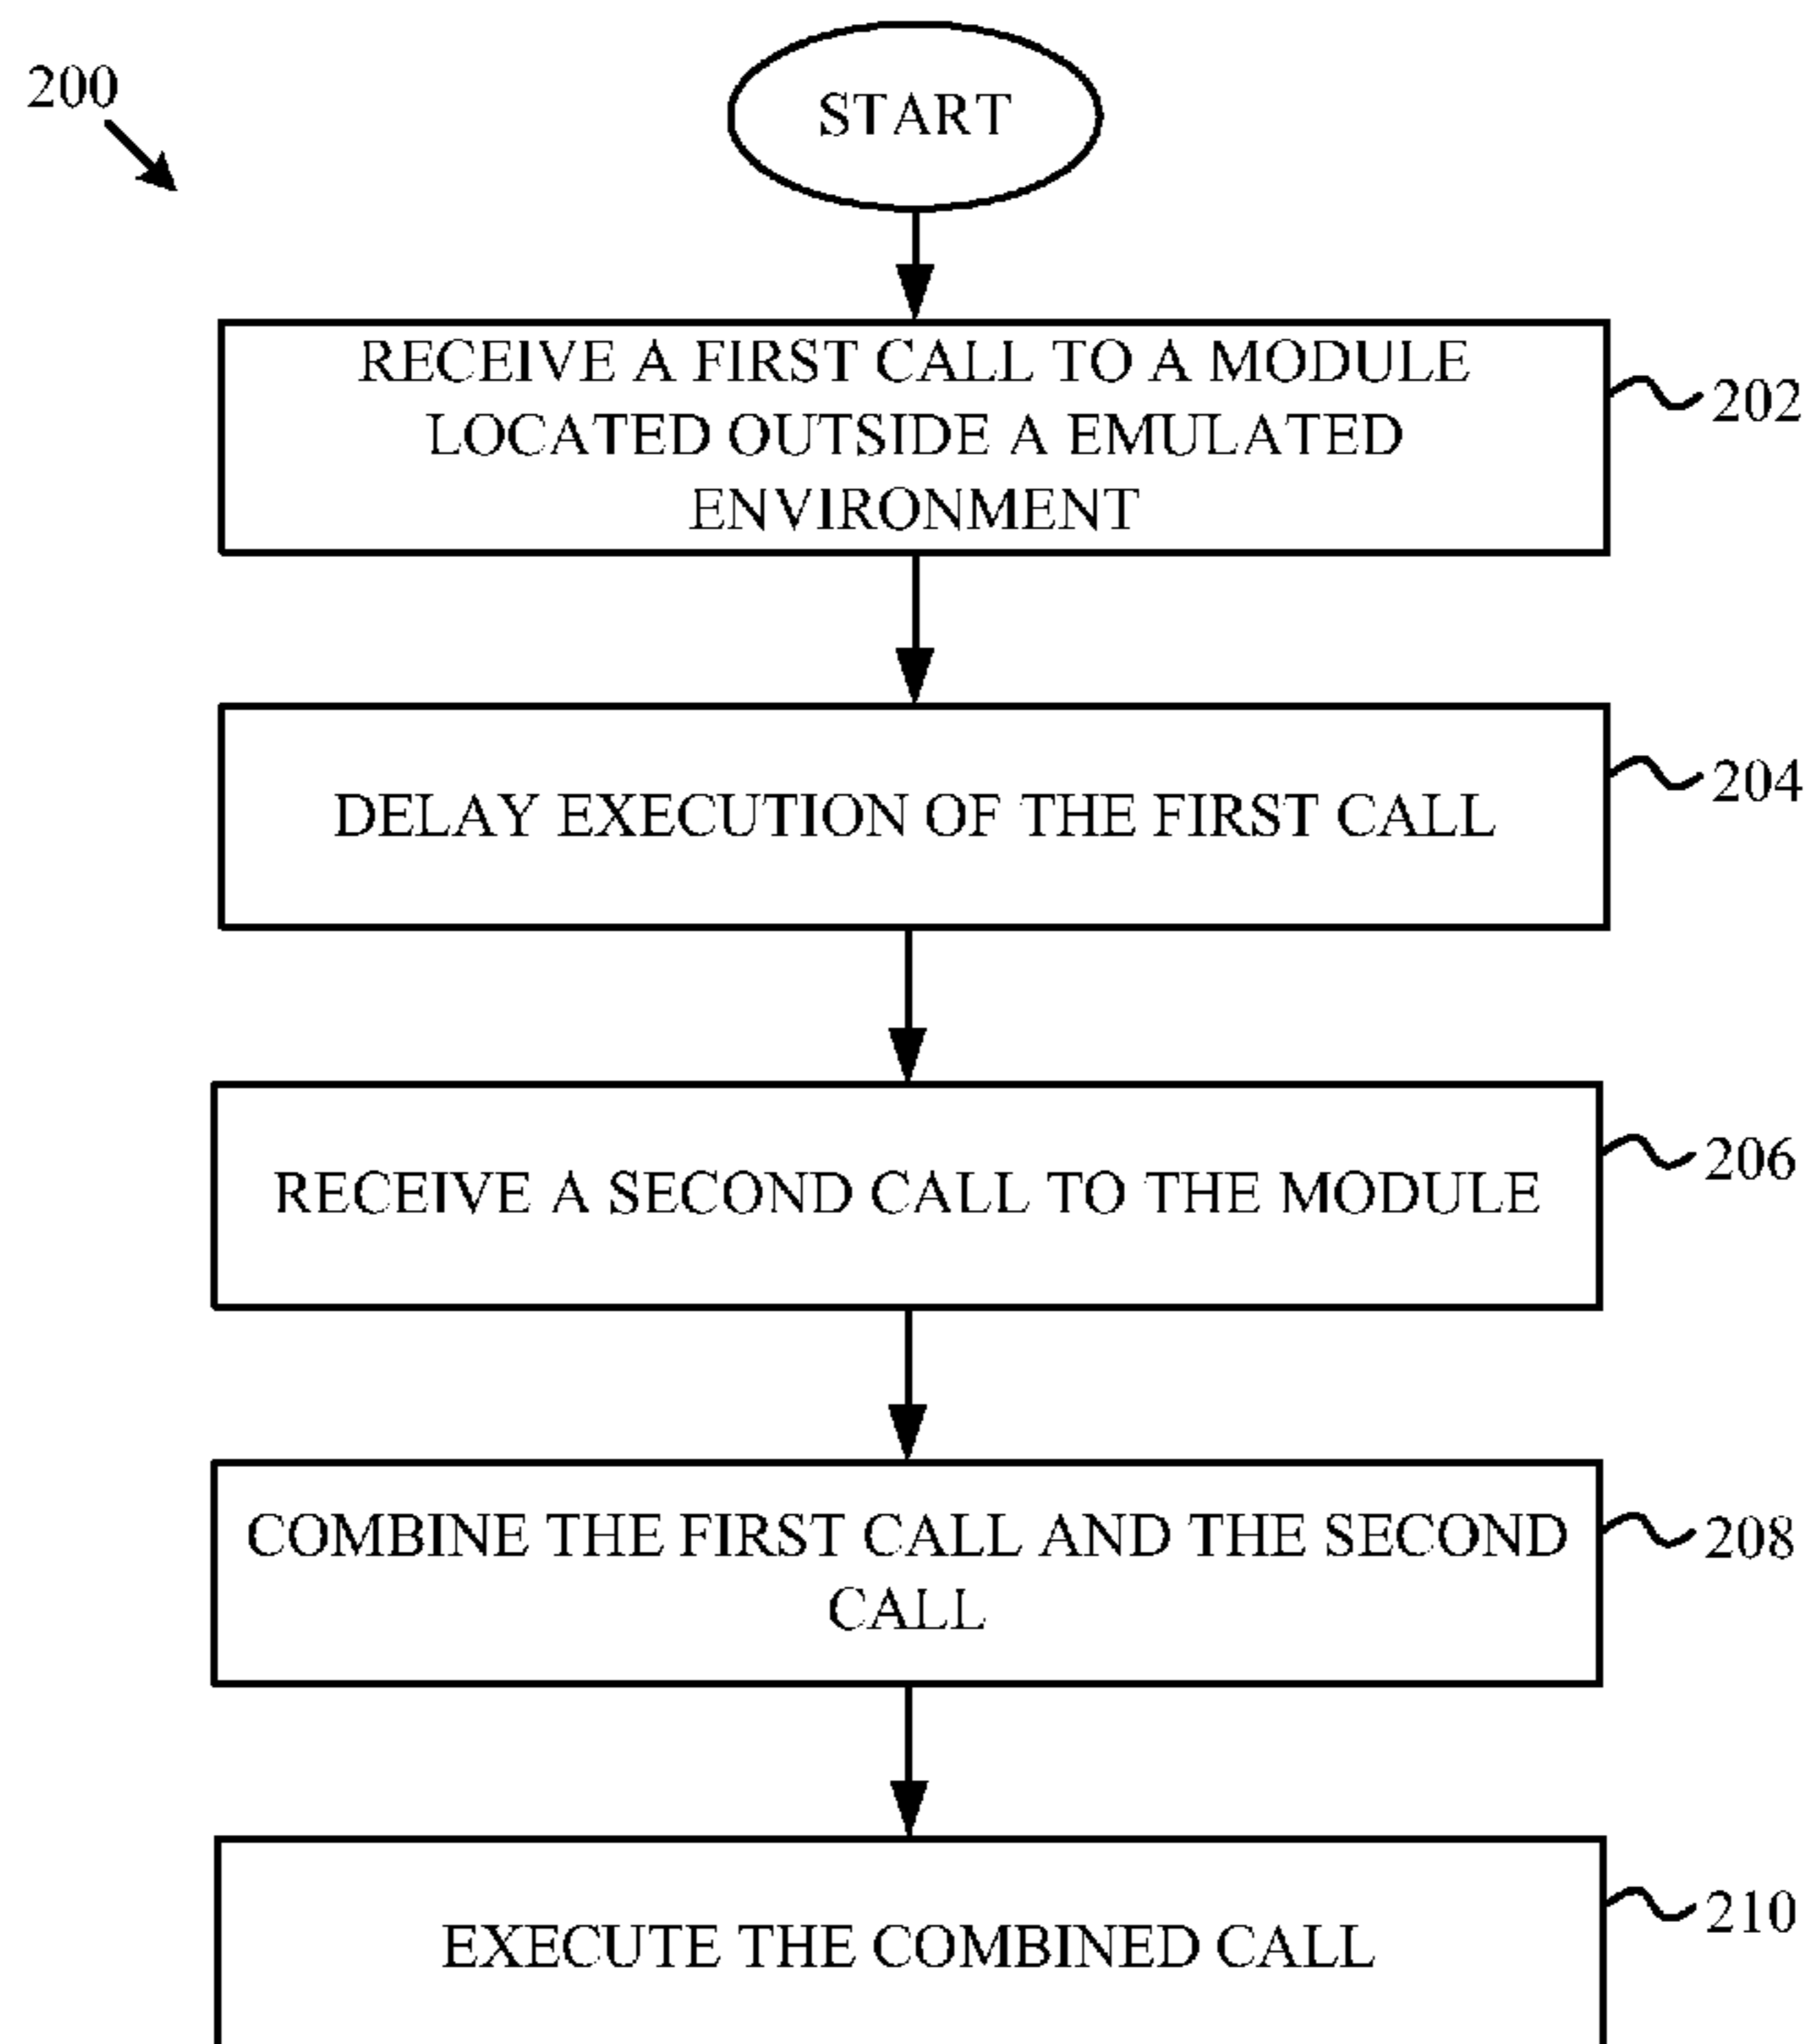 200
START
RECEIVE A FIRST CALL TO A MODULE
LOCATED OUTSIDE A EMULATED
ENVIRONMENT
202
DELAY EXECUTION OF THE FIRST CALL
204
RECEIVE A SECOND CALL TO THE MODULE
206
COMBINE THE FIRST CALL AND THE SECOND
CALL
208
EXECUTE THE COMBINED CALL
210